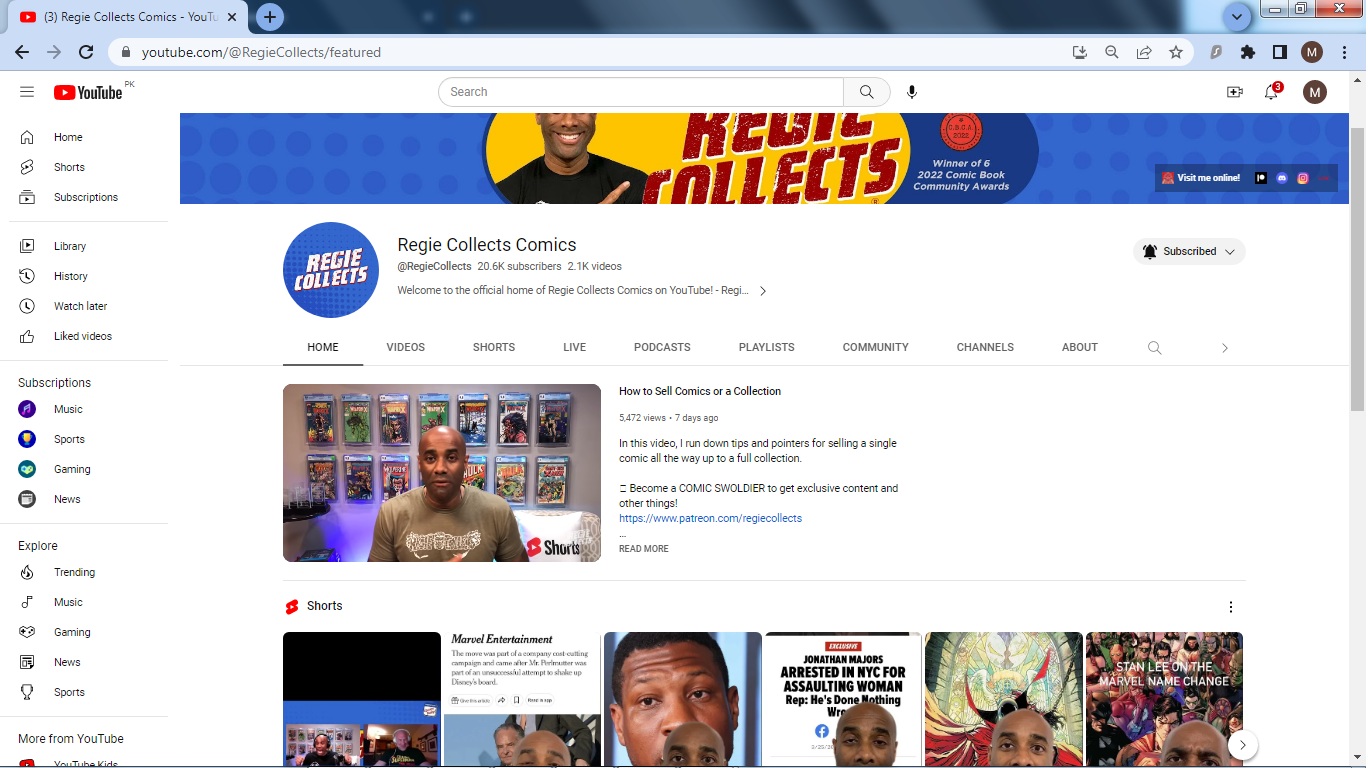 (3) Regie Collects Comics - YouTu
youtube.com/@RegieCollects/featured
M
YouTube PK
Search
3
M
Home
Shorts
Subscriptions
Library
History
Watch later
Liked videos
Subscriptions
Music
Sports
Gaming
News
Explore
Trending
Music
Gaming
News
Sports
More from YouTube
YouTube Kids
REGIE
COLLECTS
C.B.C.A.
2022
Winner of 6
2022 Comic Book
Community Awards
Visit me online!
REGIE
COLLECTS
Regie Collects Comics
@RegieCollects 20.6K subscribers 2.1K videos
Welcome to the official home of Regie Collects Comics on YouTube! - Regi...
Subscribed
HOME VIDEOS SHORTS LIVE PODCASTS PLAYLISTS COMMUNITY CHANNELS ABOUT
WOLVERINE
HULK
Shorts
How to Sell Comics or a Collection
5,472 views • 7 days ago
In this video, I run down tips and pointers for selling a single
comic all the way up to a full collection.
Become a COMIC SWOLDIER to get exclusive content and
other things!
https://www.patreon.com/regiecollects
...
READ MORE
Shorts
Marvel Entertainment
The move was part of a company cost-cutting
campaign and came after Mr. Perlmutter was
part of an unsuccessful attempt to shake up
Disney's board.
Give this article
Read in app
EXCLUSIVE
JONATHAN MAJORS
ARRESTED IN NYC FOR
ASSAULTING WOMAN
Rep: He's Done Nothing
STAN LEE ON THE
MARVEL NAME CHANGE